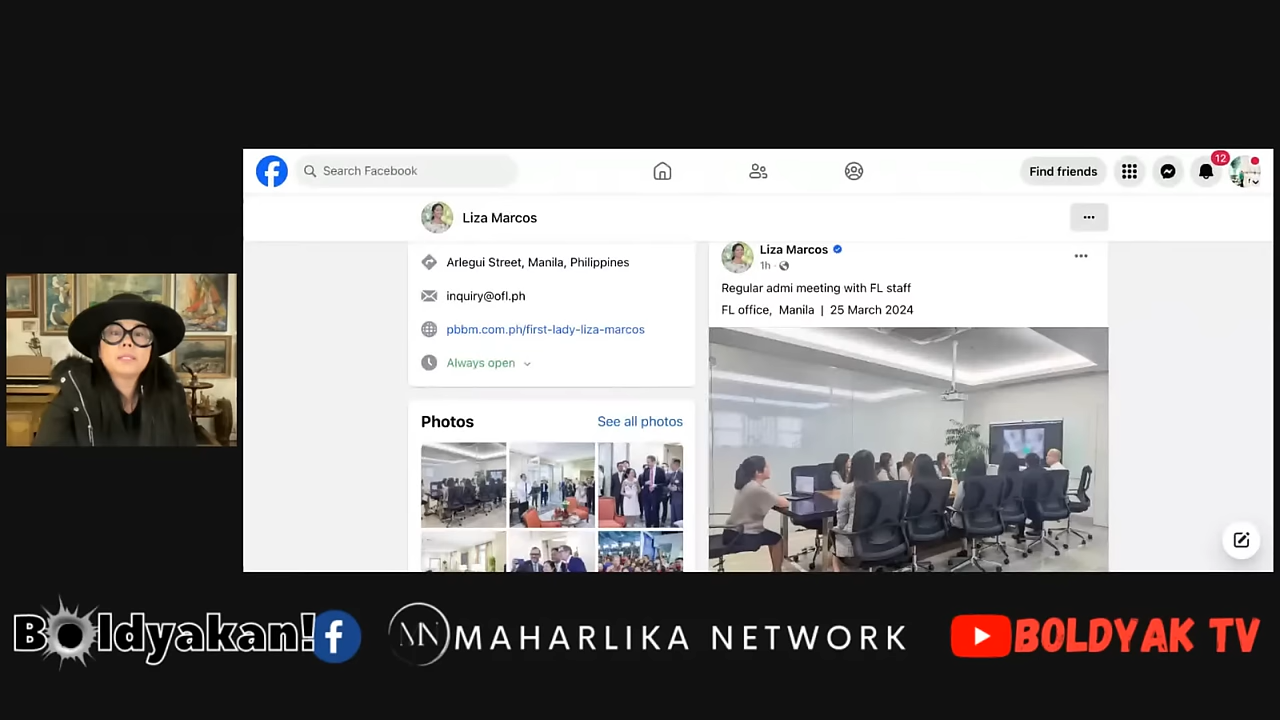 Search Facebook
Find friends
12
Liza Marcos
Arlegui Street, Manila, Philippines
inquiry@ofl.ph
pbbm.com.ph/first-lady-liza-marcos
Always open
Photos
See all photos
Liza Marcos
1h ·
Regular admi meeting with FL staff
FL office, Manila | 25 March 2024
Boldyakan!
MN MAHARLIKA NETWORK
BOLDYAK TV